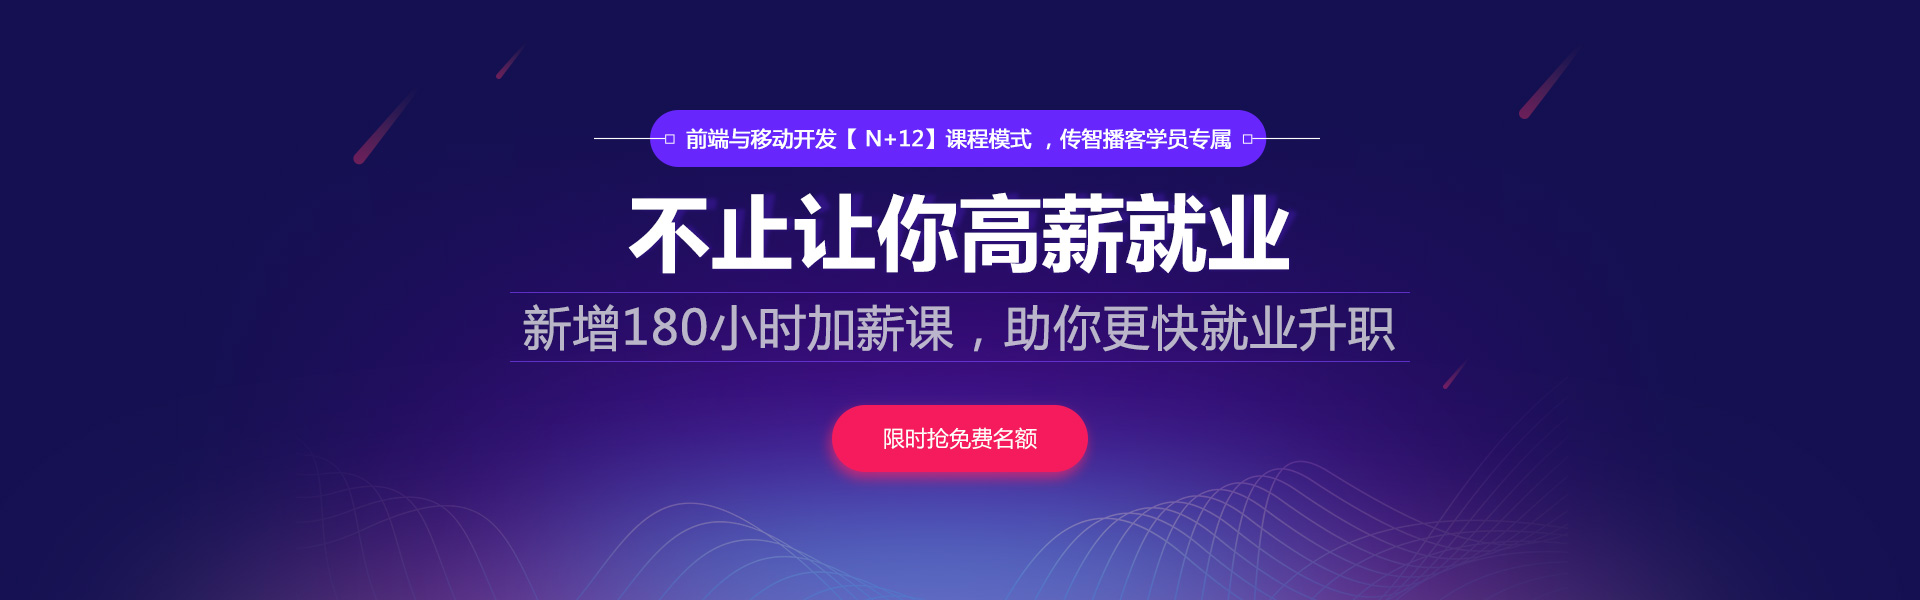 前端与移动开发【 N+12】课程模式 ，传智播客学员专属
不止让你高薪就业
新增180小时加薪课，助你更快就业升职
限时抢免费名额